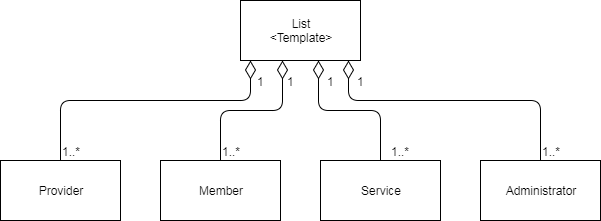 List
<Template>
1
1
1
1
1..*
1..*
1..*
1..*
Provider
Member
Service
Administrator